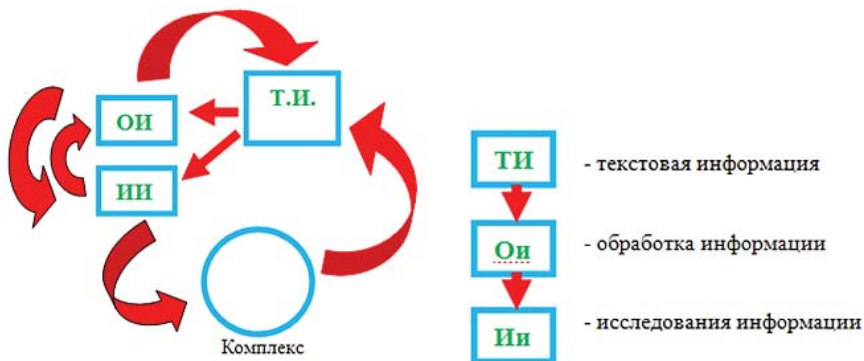 Т.И.
ОИ
ИИ
Комплекс
ТИ
- текстовая информация
Ои
- обработка информации
Ии
- исследования информации